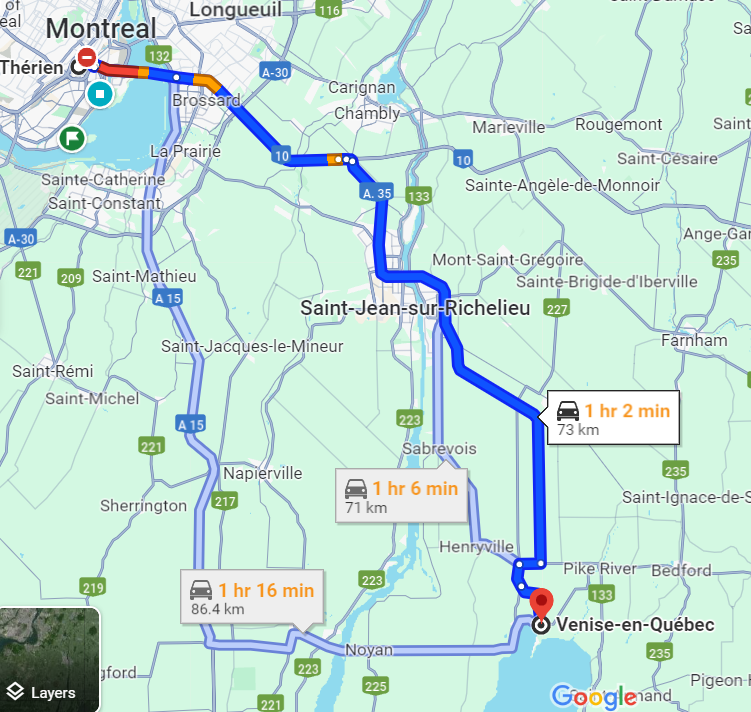 of
eal
Longueuil
116
Sa
Montreal
132
Thérien
A-30
Carignan
Brossard
Chambly
Marieville
Rougemont
Saint
La Prairie
10
10
Saint-Césaire
Sainte-Catherine
A. 35
Sainte-Angèle-de-Monnoir
133
Saint-Constant
A-30
Ange-Gar
221
209
Mont-Saint-Grégoire
235
Saint-Mathieu
Sainte-Brigide-d'Iberville
A 15
Saint-Jean-sur-Richelieu
227
Farnham
Saint-Jacques-le-Mineur
Saint-Rémi
Saint-Michel
1 hr 2 min
73 km
A 15
223
221
Sabrevois
Napierville
235
1 hr 6 min
71 km
Sherrington
217
Saint-Ignace-de-S
Henryville
Pike River
Bedford
223
219
1 hr 16 min
86.4 km
133
Venise-en-Québec
Noyan
235
gford
223
225
Pigeon H
Layers
221
Google